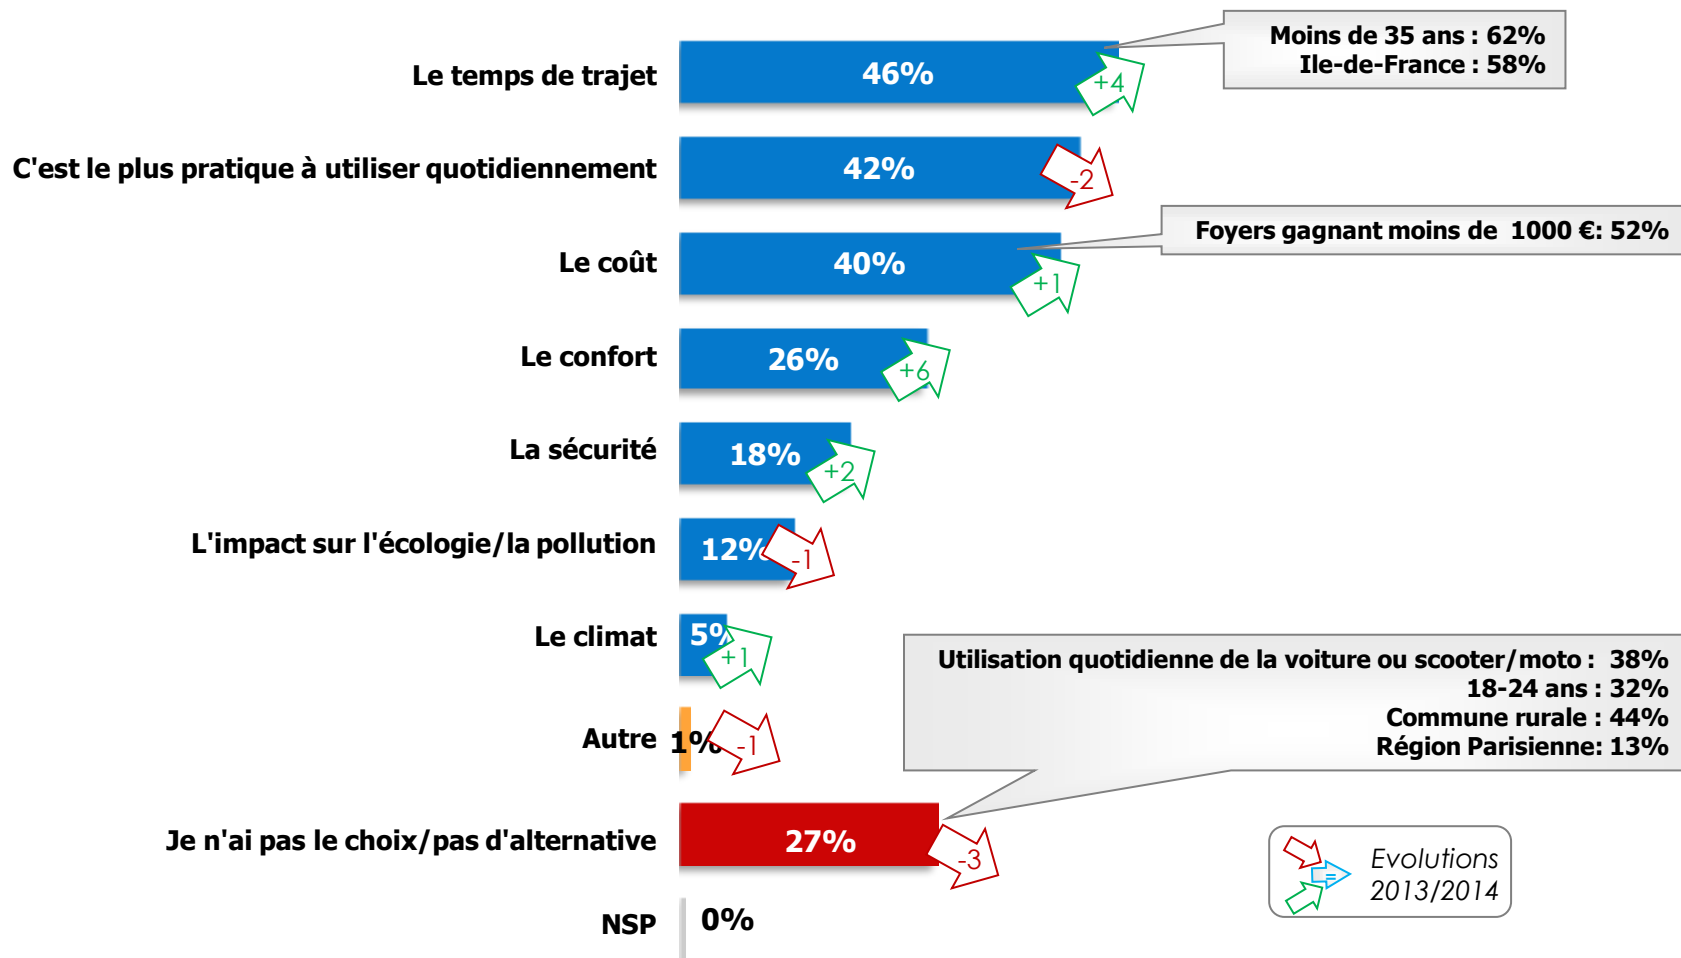 Moins de 35 ans : 62%
Ile-de-France : 58%
Le temps de trajet
46%
+4
C'est le plus pratique à utiliser quotidiennement
42%
-2
Foyers gagnant moins de 1000 €: 52%
Le coût
40%
+1
Le confort
26%
+6
La sécurité
18%
+2
L'impact sur l'écologie/la pollution
12%
-1
Le climat
5%
+1
Utilisation quotidienne de la voiture ou scooter/moto : 38%
18-24 ans : 32%
Commune rurale : 44%
Région Parisienne: 13%
Autre
1%
-1
Je n'ai pas le choix/pas d'alternative
27%
-3
=
Evolutions
2013/2014
NSP
0%